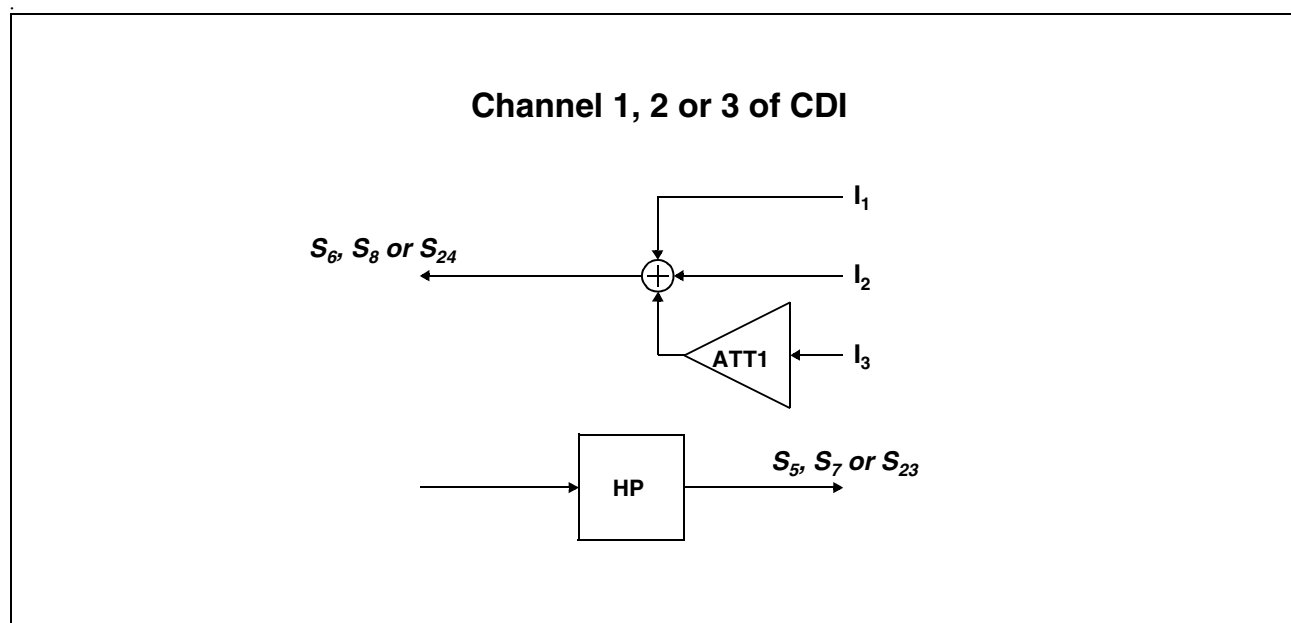 Channel 1, 2 or 3 of CDI
I₁
S₆, S₈ or S₂₄
I₂
ATT1
I₃
S₅, S₇ or S₂₃
HP